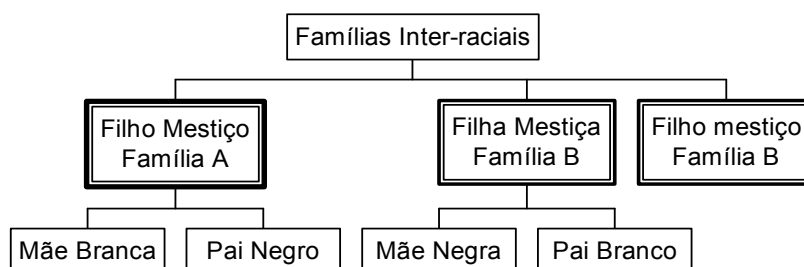 Famílias Inter-raciais
Filho Mestiço
Família A
Filha Mestiça
Família B
Filho mestiço
Família B
Mãe Branca
Pai Negro
Mãe Negra
Pai Branco